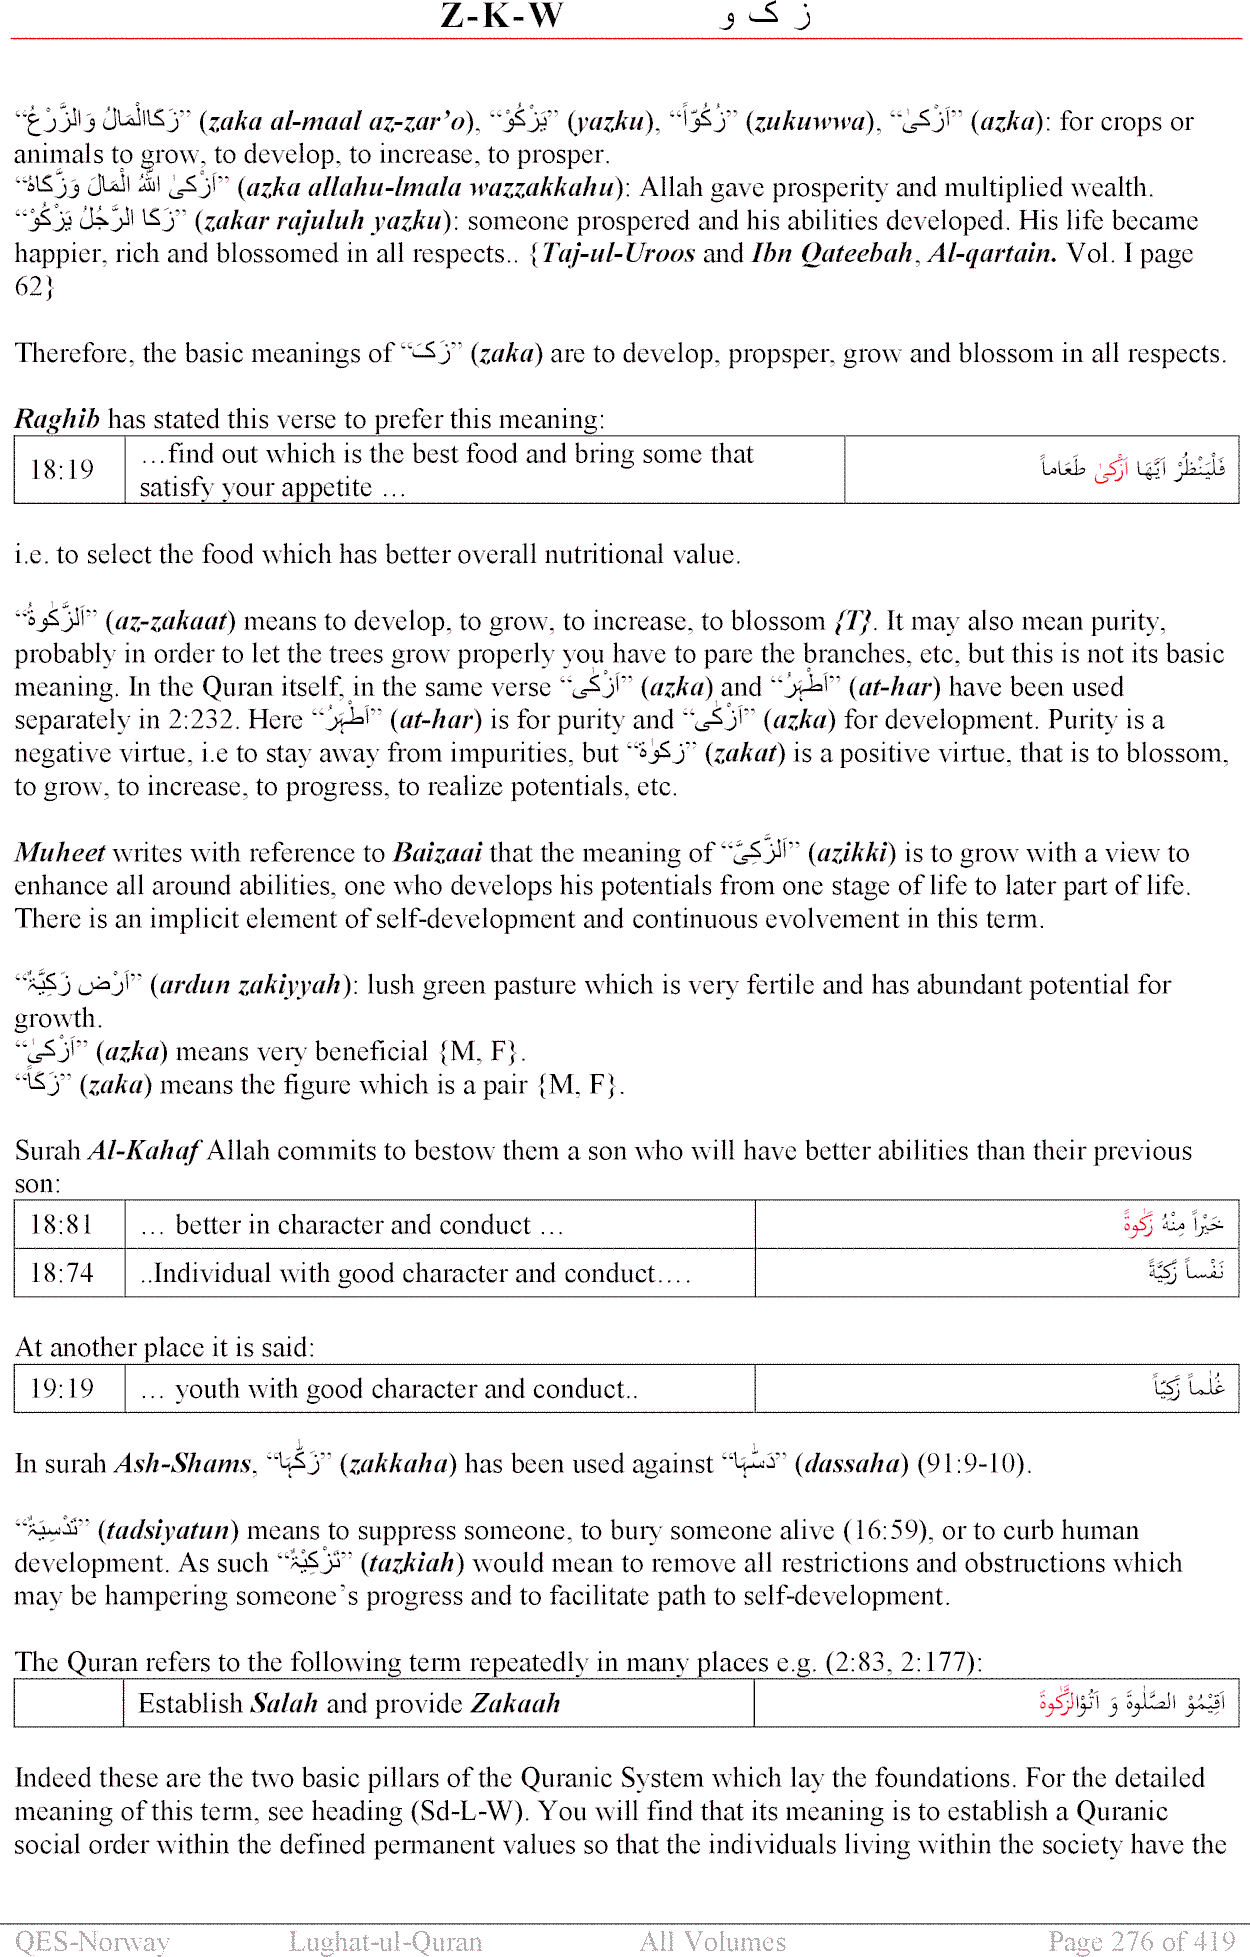 Z-K-W ز ک و
“زَکَاالْمَالُ وَالزَّرْعُ” (zaka al-maal az-zar’o), “یَزْکُوْ” (yazku), “زُکُوّاً” (zukuwwa), “اَزْکیٰ” (azka): for crops or
animals to grow, to develop, to increase, to prosper.
“اَزْکیٰ اللّٰہُ الْمَالَ وَزَّکَاہُ” (azka allahu-lmala wazzakkahu): Allah gave prosperity and multiplied wealth.
“زَکَا الرَّجُلُ یَزْکُوْ” (zakar rajuluh yazku): someone prospered and his abilities developed. His life became
happier, rich and blossomed in all respects.. {Taj-ul-Uroos and Ibn Qateebah, Al-qartain. Vol. I page
62}
Therefore, the basic meanings of “زَکَ” (zaka) are to develop, propsper, grow and blossom in all respects.
Raghib has stated this verse to prefer this meaning:
18:19 …find out which is the best food and bring some that
satisfy your appetite … فَلْیَنْظُرْ اَیُّهَا اَزْکیٰ طَعَاماً
i.e. to select the food which has better overall nutritional value.
“اَلزَّکٰوۃُ” (az-zakaat) means to develop, to grow, to increase, to blossom {T}. It may also mean purity,
probably in order to let the trees grow properly you have to pare the branches, etc, but this is not its basic
meaning. In the Quran itself, in the same verse “اَزْکٰی” (azka) and “اَطْہَرُ” (at-har) have been used
separately in 2:232. Here “اَطْہَرُ” (at-har) is for purity and “اَزْکٰی” (azka) for development. Purity is a
negative virtue, i.e to stay away from impurities, but “زکوٰۃ” (zakat) is a positive virtue, that is to blossom,
to grow, to increase, to progress, to realize potentials, etc.
Muheet writes with reference to Baizaai that the meaning of “اَلزَّکِیَّ” (azikki) is to grow with a view to
enhance all around abilities, one who develops his potentials from one stage of life to later part of life.
There is an implicit element of self-development and continuous evolvement in this term.
“اَرْض زَکِیَّۃٌ” (ardun zakiyyah): lush green pasture which is very fertile and has abundant potential for
growth.
“اَزْکیٰ” (azka) means very beneficial {M, F}.
“زَکَاً” (zaka) means the figure which is a pair {M, F}.
Surah Al-Kahaf Allah commits to bestow them a son who will have better abilities than their previous
son:
18:81 … better in character and conduct … خَیْراً مِنْہُ زَکٰوۃً
18:74 ..Individual with good character and conduct…. نَفْساً زَکِیَّۃً
At another place it is said:
19:19 … youth with good character and conduct.. غُلٰماً زَکِیّاً
In surah Ash-Shams, “زَکّٰہَا” (zakkaha) has been used against “دَسّٰہَا” (dassaha) (91:9-10).
“تَدْسِیَۃٌ” (tadsiyatun) means to suppress someone, to bury someone alive (16:59), or to curb human
development. As such “تَزْکِیْۃٌ” (tazkiah) would mean to remove all restrictions and obstructions which
may be hampering someone’s progress and to facilitate path to self-development.
The Quran refers to the following term repeatedly in many places e.g. (2:83, 2:177):
Establish Salah and provide Zakaah اَقِیْمُوْ الصَّلٰوۃَ وَ اٰتُوْالزَّکٰوۃَ
Indeed these are the two basic pillars of the Quranic System which lay the foundations. For the detailed
meaning of this term, see heading (Sd-L-W). You will find that its meaning is to establish a Quranic
social order within the defined permanent values so that the individuals living within the society have the
QES-Norway Lughat-ul-Quran All Volumes Page 276 of 419